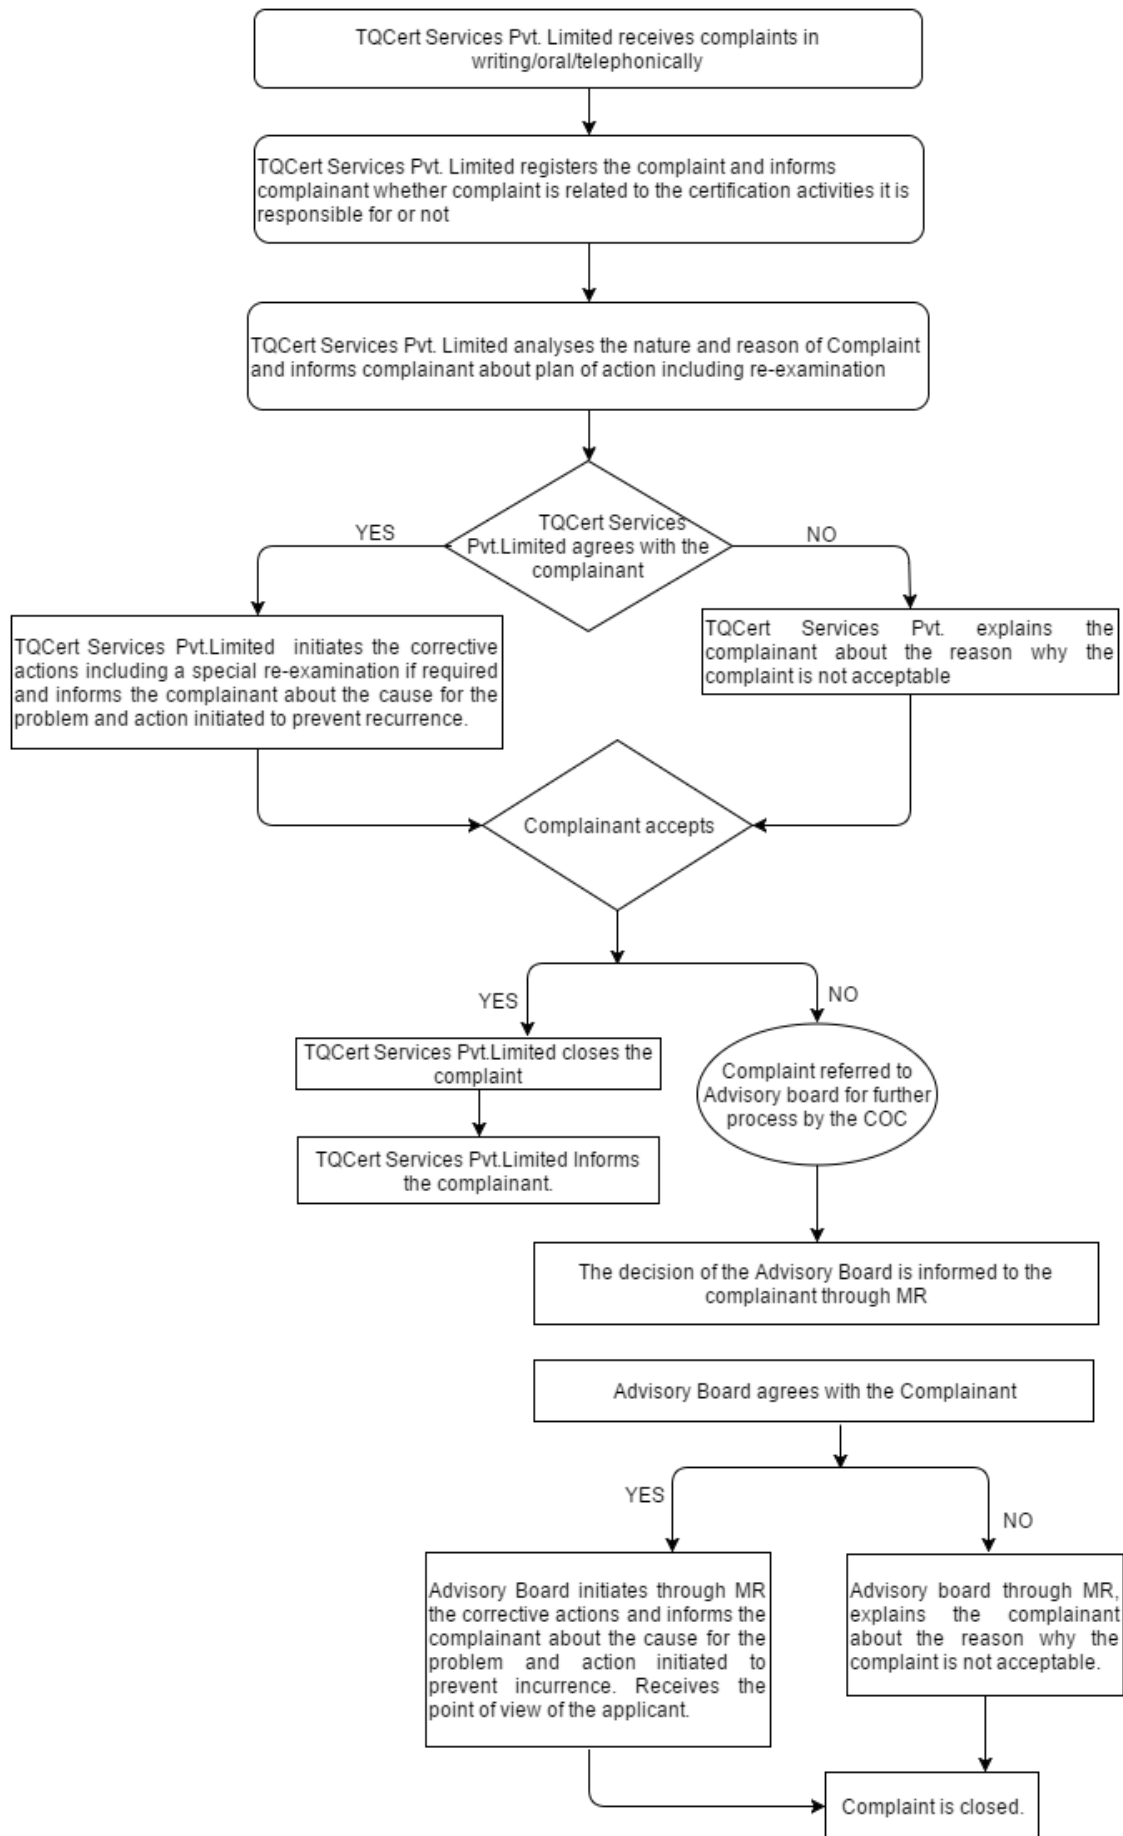 TQCert Services Pvt. Limited receives complaints in
writing/oral/telephonically
TQCert Services Pvt. Limited registers the complaint and informs
complainant whether complaint is related to the certification activities it is
responsible for or not
TQCert Services Pvt. Limited analyses the nature and reason of Complaint
and informs complainant about plan of action including re-examination
TQCert Services
Pvt.Limited agrees with the
complainant
YES
NO
TQCert Services Pvt.Limited initiates the corrective
actions including a special re-examination if required
and informs the complainant about the cause for the
problem and action initiated to prevent recurrence.
TQCert Services Pvt. explains the
complainant about the reason why the
complaint is not acceptable
Complainant accepts
YES
NO
TQCert Services Pvt.Limited closes the
complaint
Complaint referred to
Advisory board for further
process by the COC
TQCert Services Pvt.Limited Informs
the complainant.
The decision of the Advisory Board is informed to the
complainant through MR
Advisory Board agrees with the Complainant
YES
NO
Advisory Board initiates through MR
the corrective actions and informs the
complainant about the cause for the
problem and action initiated to
prevent incurrence. Receives the
point of view of the applicant.
Advisory board through MR,
explains the complainant
about the reason why the
complaint is not acceptable.
Complaint is closed.